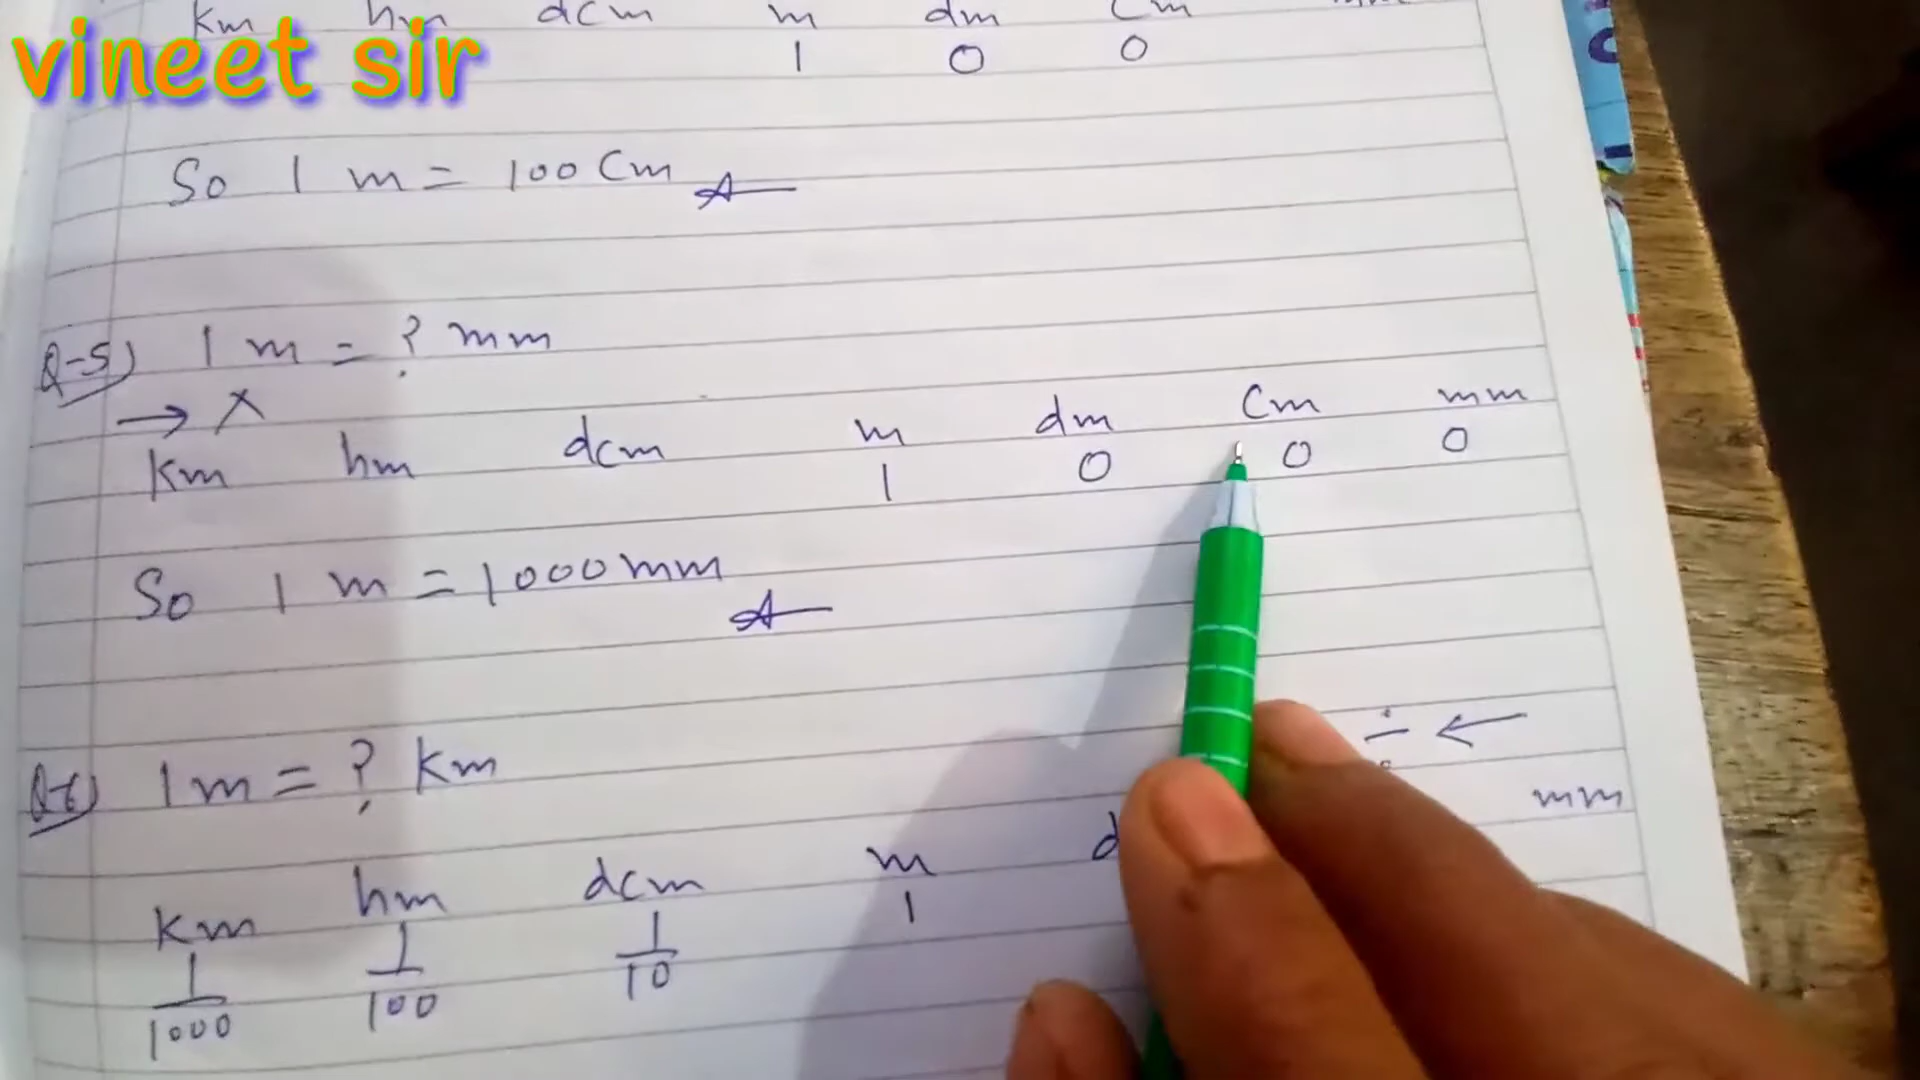 km hm dcm m dm cm mm
vineet sir
1 0 0
So 1 m = 100 Cm A
Q-5) 1 m = ? mm
→ X
km hm dcm m dm Cm mm
1 0 0 0
So 1 m = 1000 mm A
Q-6) 1 m = ? km
÷ ←
km hm dcm m d mm
1/1000 1/100 1/10 1